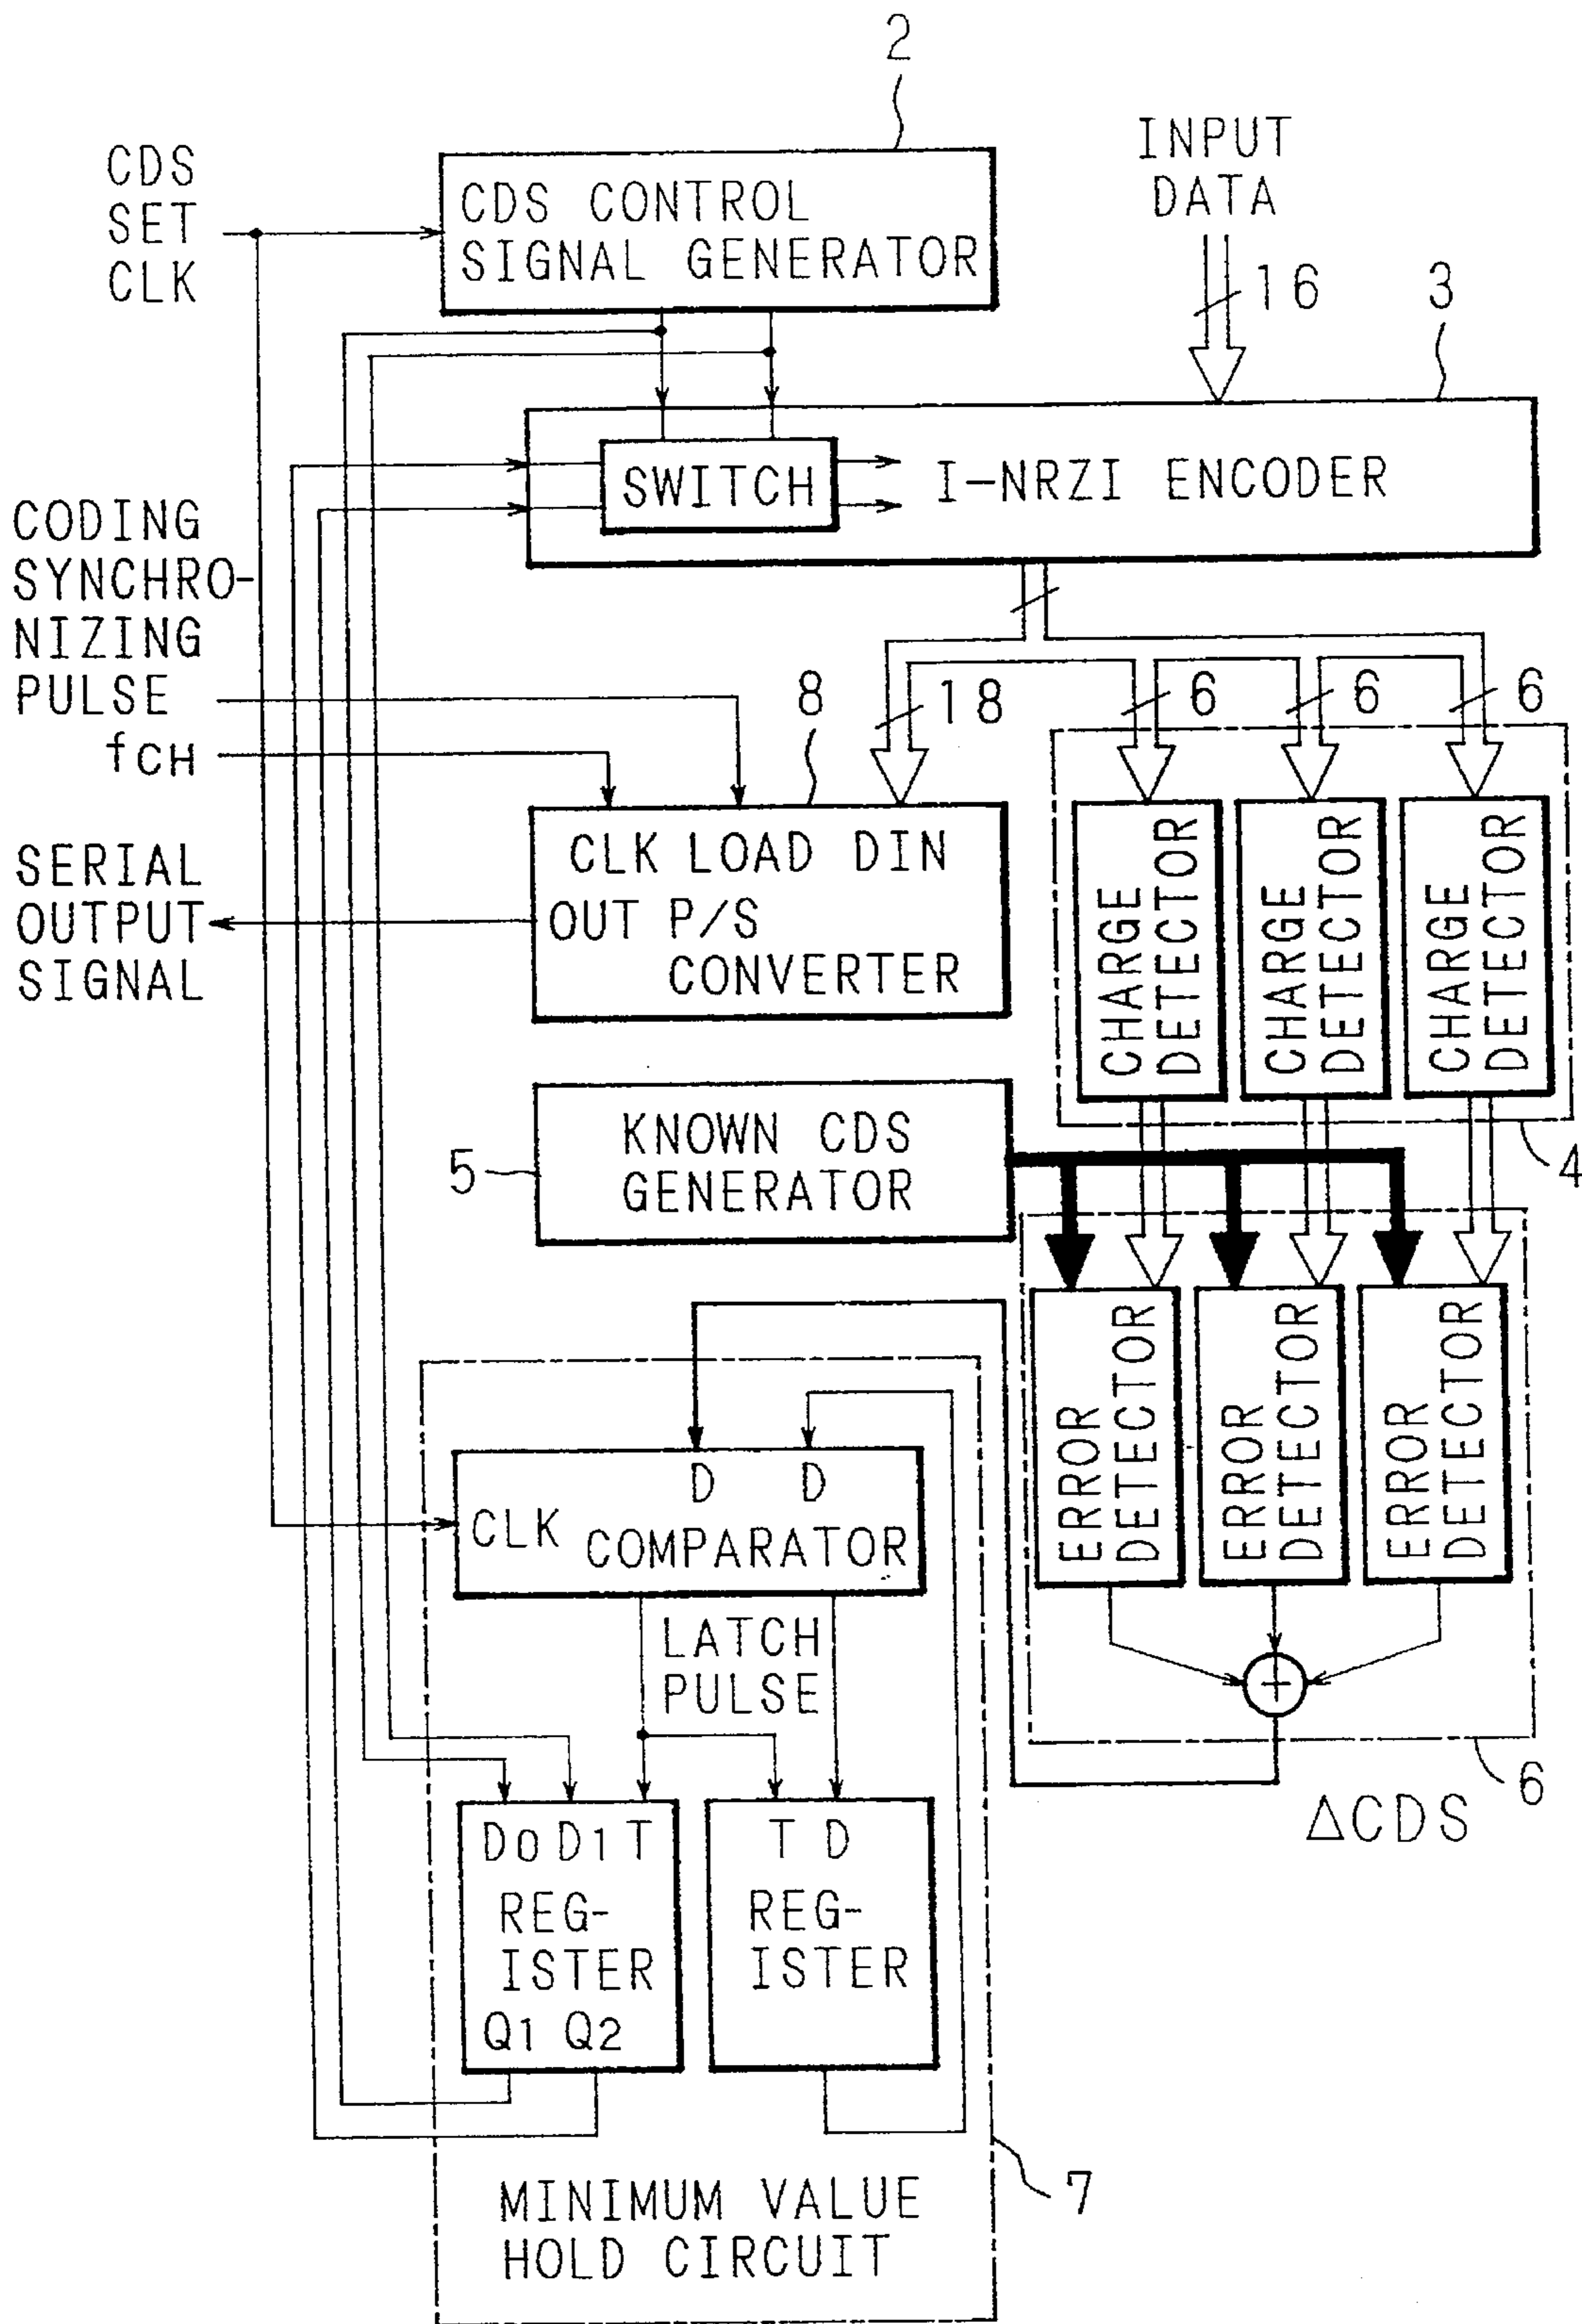 2
CDS
SET
CLK
CDS CONTROL
SIGNAL GENERATOR
INPUT
DATA
16
3
SWITCH
I-NRZI ENCODER
CODING
SYNCHRO-
NIZING
PULSE
fCH
8
18
6
6
6
SERIAL
OUTPUT
SIGNAL
CLK LOAD DIN
OUT P/S
CONVERTER
CHARGE
DETECTOR
CHARGE
DETECTOR
CHARGE
DETECTOR
4
5
KNOWN CDS
GENERATOR
ERROR
DETECTOR
ERROR
DETECTOR
ERROR
DETECTOR
D D
CLK
COMPARATOR
LATCH
PULSE
+
6
ΔCDS
D0 D1 T
REG-
ISTER
Q1 Q2
T D
REG-
ISTER
7
MINIMUM VALUE
HOLD CIRCUIT